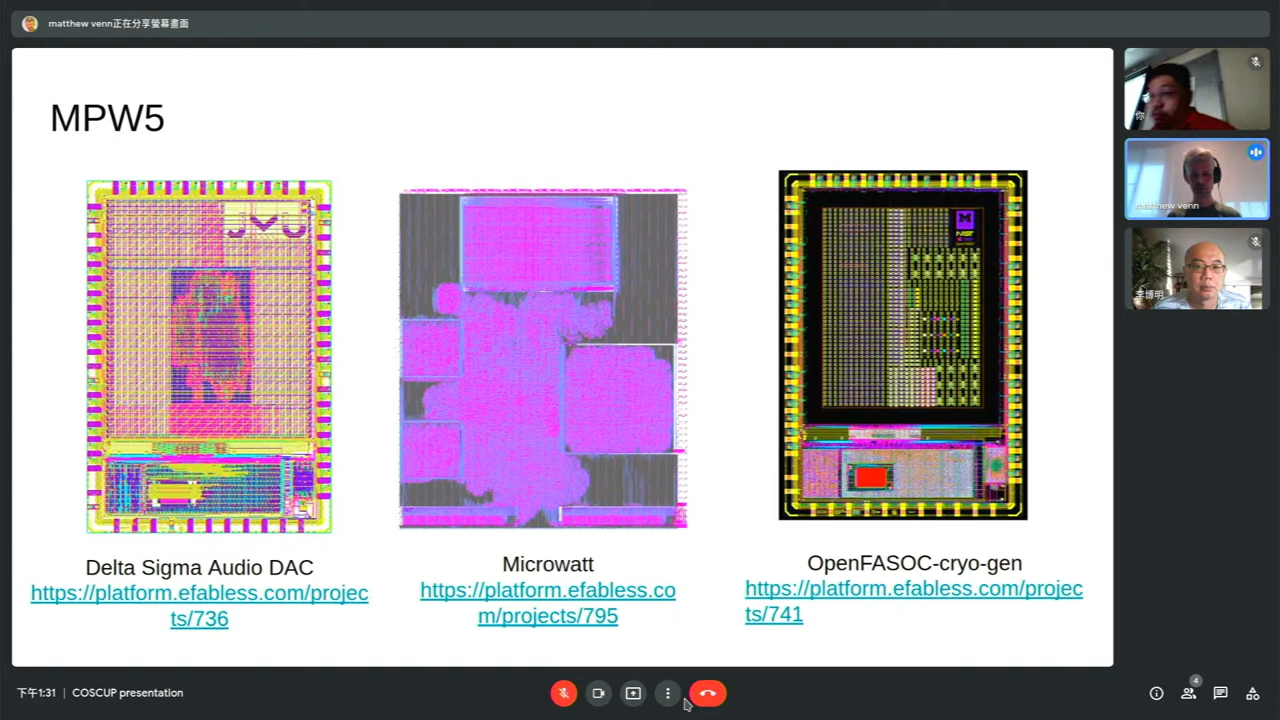 matthew venn正在分享螢幕畫面
MPW5
Delta Sigma Audio DAC
https://platform.efabless.com/projec
ts/736
Microwatt
https://platform.efabless.co
m/projects/795
OpenFASOC-cryo-gen
https://platform.efabless.com/projec
ts/741
你
matthew venn
李博明
下午1:31 | COSCUP presentation
4